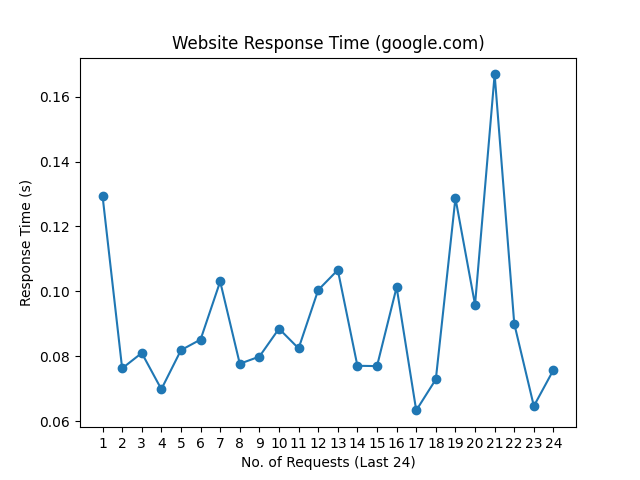 Website Response Time (google.com)
Response Time (s)
0.16
0.14
0.12
0.10
0.08
0.06
1 2 3 4 5 6 7 8 9 10 11 12 13 14 15 16 17 18 19 20 21 22 23 24
No. of Requests (Last 24)